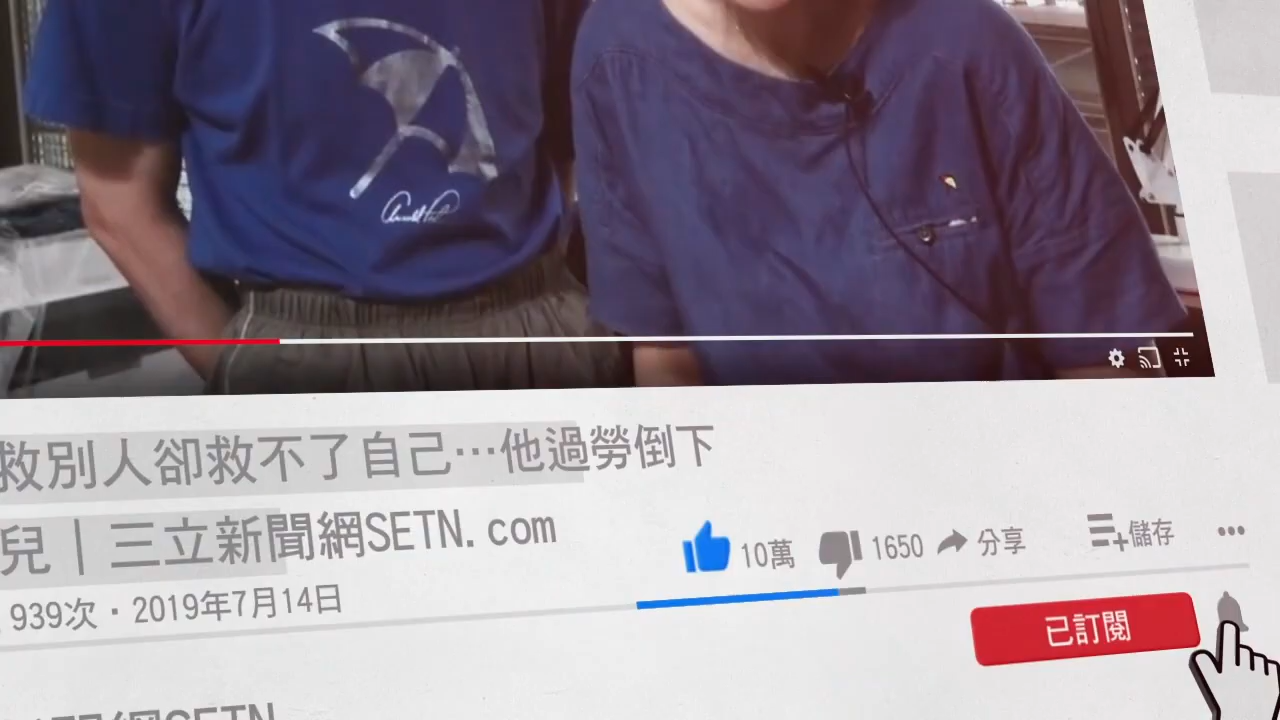 救別人卻救不了自己…他過勞倒下
兒｜三立新聞網SETN.com
10萬 1650 分享 儲存
939次・2019年7月14日
已訂閱
SETN